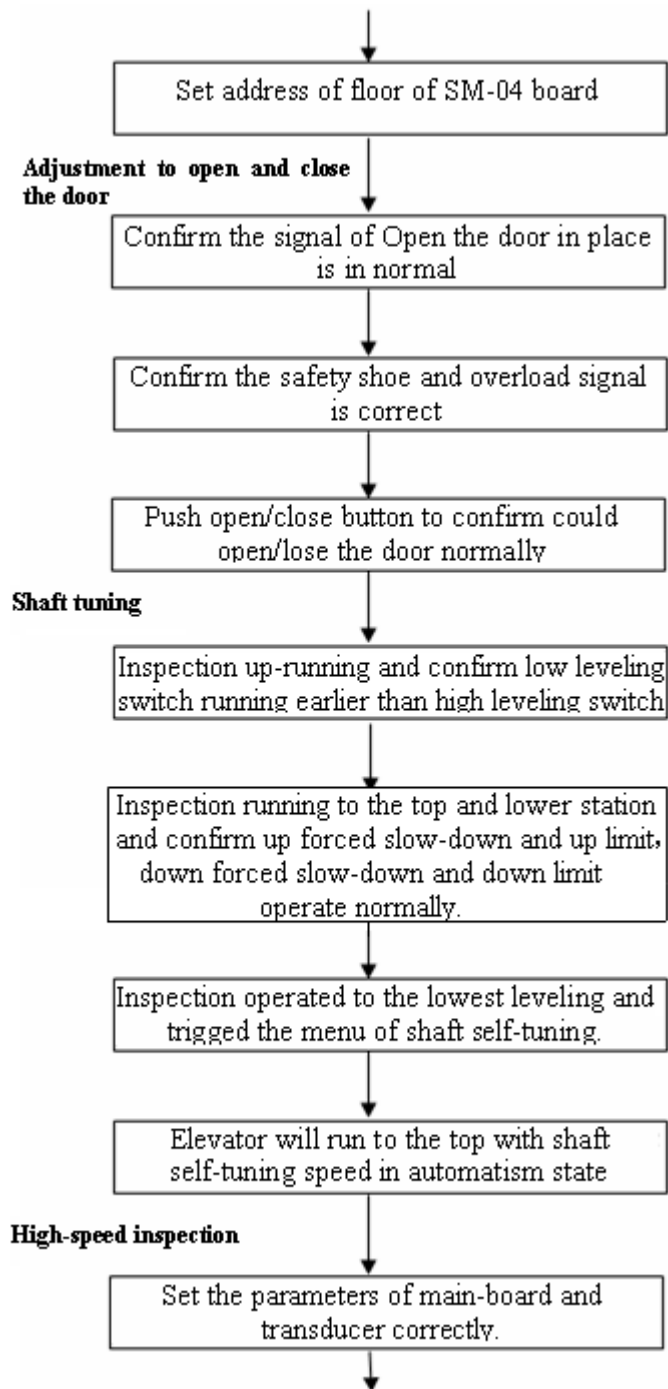 Set address of floor of SM-04 board
Adjustment to open and close
the door
Confirm the signal of Open the door in place
is in normal
Confirm the safety shoe and overload signal
is correct
Push open/close button to confirm could
open/lose the door normally
Shaft tuning
Inspection up-running and confirm low leveling
switch running earlier than high leveling switch
Inspection running to the top and lower station
and confirm up forced slow-down and up limit,
down forced slow-down and down limit
operate normally.
Inspection operated to the lowest leveling and
trigged the menu of shaft self-tuning.
Elevator will run to the top with shaft
self-tuning speed in automatism state
High-speed inspection
Set the parameters of main-board and
transducer correctly.